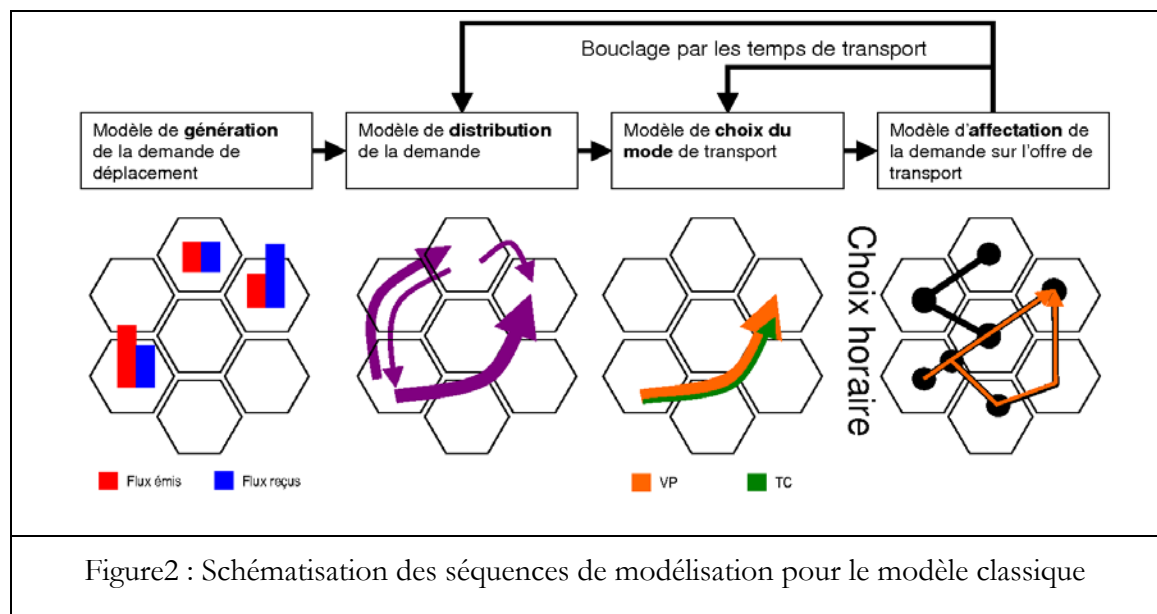 Bouclage par les temps de transport
Modèle de génération
de la demande de
déplacement
Modèle de distribution
de la demande
Modèle de choix du
mode de transport
Modèle d'affectation de
la demande sur l'offre de
transport
Choix horaire
Flux émis
Flux reçus
VP
TC
Figure2 : Schématisation des séquences de modélisation pour le modèle classique